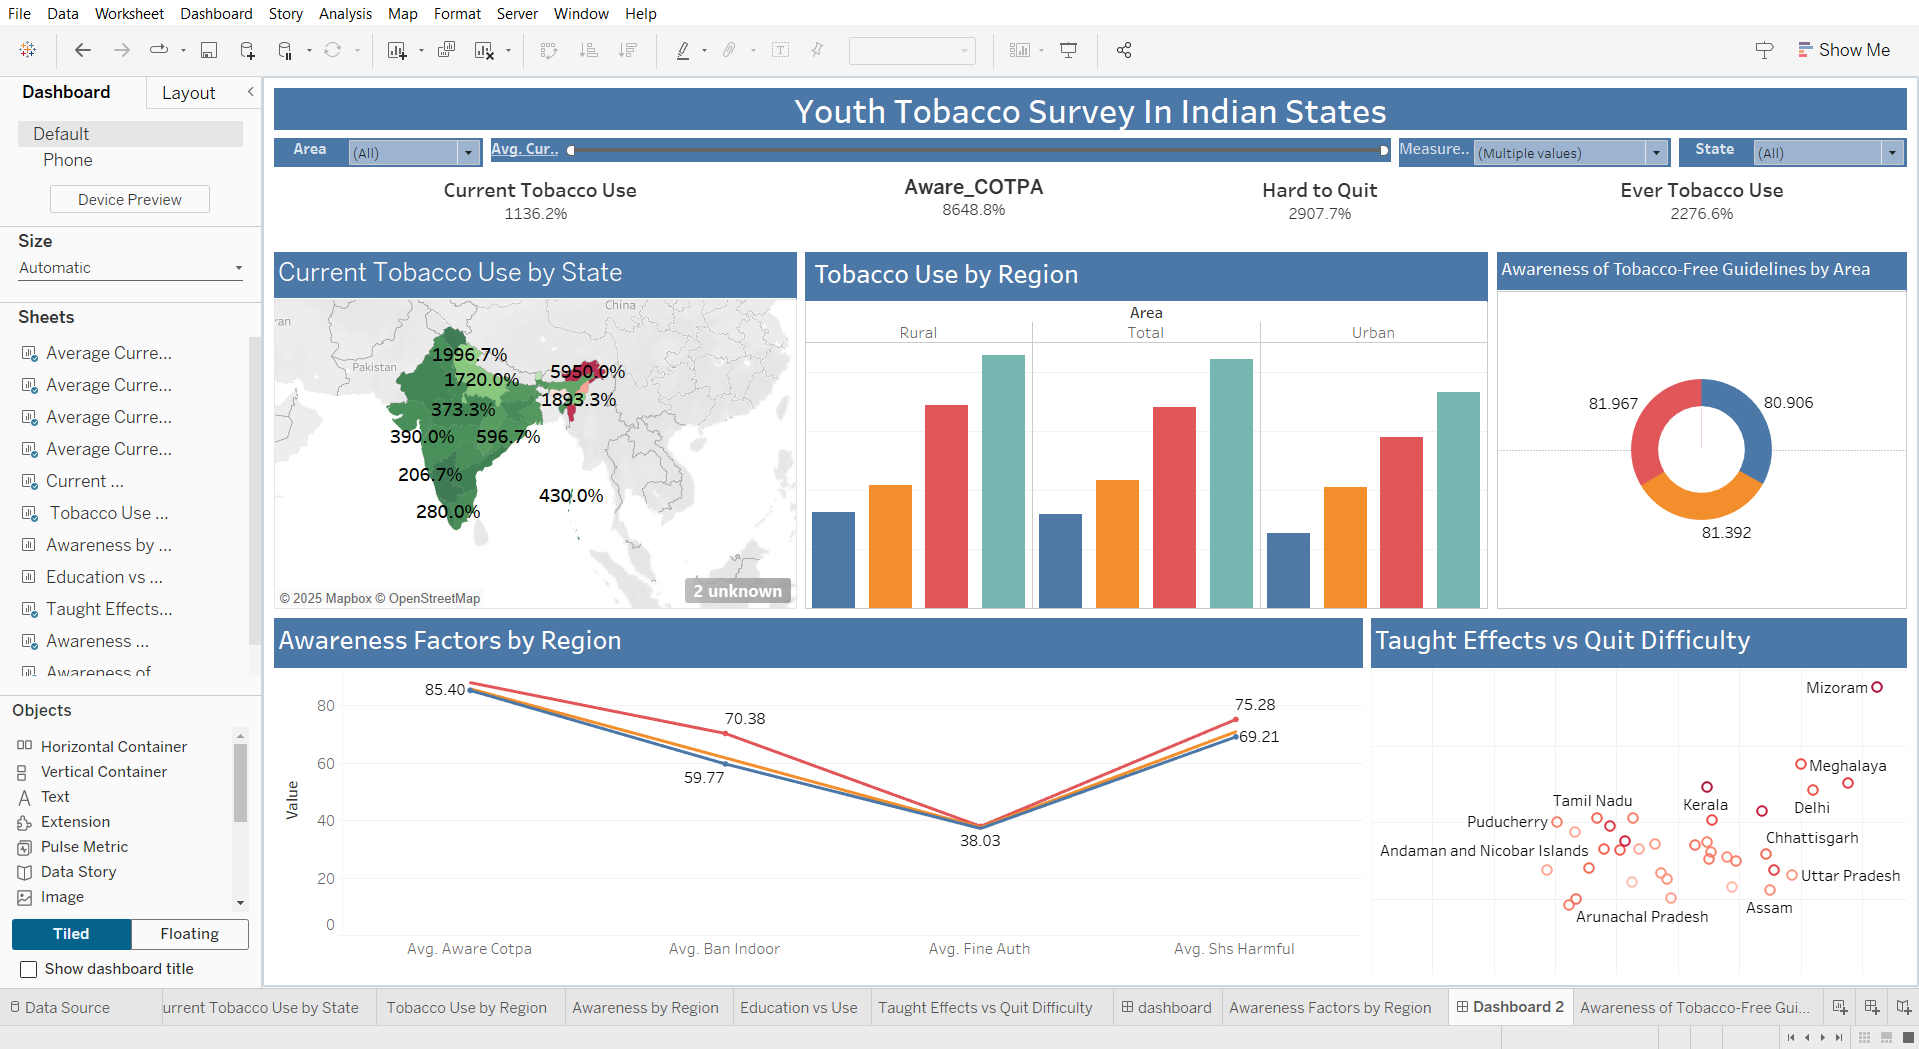 File Data Worksheet Dashboard Story Analysis Map Format Server Window Help
Show Me
Dashboard
Layout
Default
Phone
Device Preview
Size
Automatic
Sheets
Average Curre...
Average Curre...
Average Curre...
Average Curre...
Current ...
Tobacco Use ...
Awareness by ...
Education vs ...
Taught Effects...
Awareness ...
Awareness of
Objects
Horizontal Container
Vertical Container
Text
Extension
Pulse Metric
Data Story
Image
Tiled
Floating
Show dashboard title
Youth Tobacco Survey In Indian States
Area
(All)
Avg. Cur..
Measure..
(Multiple values)
State
(All)
Current Tobacco Use
1136.2%
Aware_COTPA
8648.8%
Hard to Quit
2907.7%
Ever Tobacco Use
2276.6%
Current Tobacco Use by State
China
ran
Pakistan
1996.7%
1720.0%
5950.0%
373.3%
1893.3%
390.0%
596.7%
206.7%
430.0%
280.0%
2 unknown
© 2025 Mapbox © OpenStreetMap
Tobacco Use by Region
Area
Rural
Total
Urban
Awareness of Tobacco-Free Guidelines by Area
81.967
80.906
81.392
Awareness Factors by Region
Value
80
60
40
20
0
85.40
70.38
59.77
38.03
75.28
69.21
Avg. Aware Cotpa
Avg. Ban Indoor
Avg. Fine Auth
Avg. Shs Harmful
Taught Effects vs Quit Difficulty
Mizoram
Meghalaya
Delhi
Tamil Nadu
Kerala
Puducherry
Chhattisgarh
Andaman and Nicobar Islands
Uttar Pradesh
Assam
Arunachal Pradesh
Data Source
urrent Tobacco Use by State
Tobacco Use by Region
Awareness by Region
Education vs Use
Taught Effects vs Quit Difficulty
dashboard
Awareness Factors by Region
Dashboard 2
Awareness of Tobacco-Free Gui...